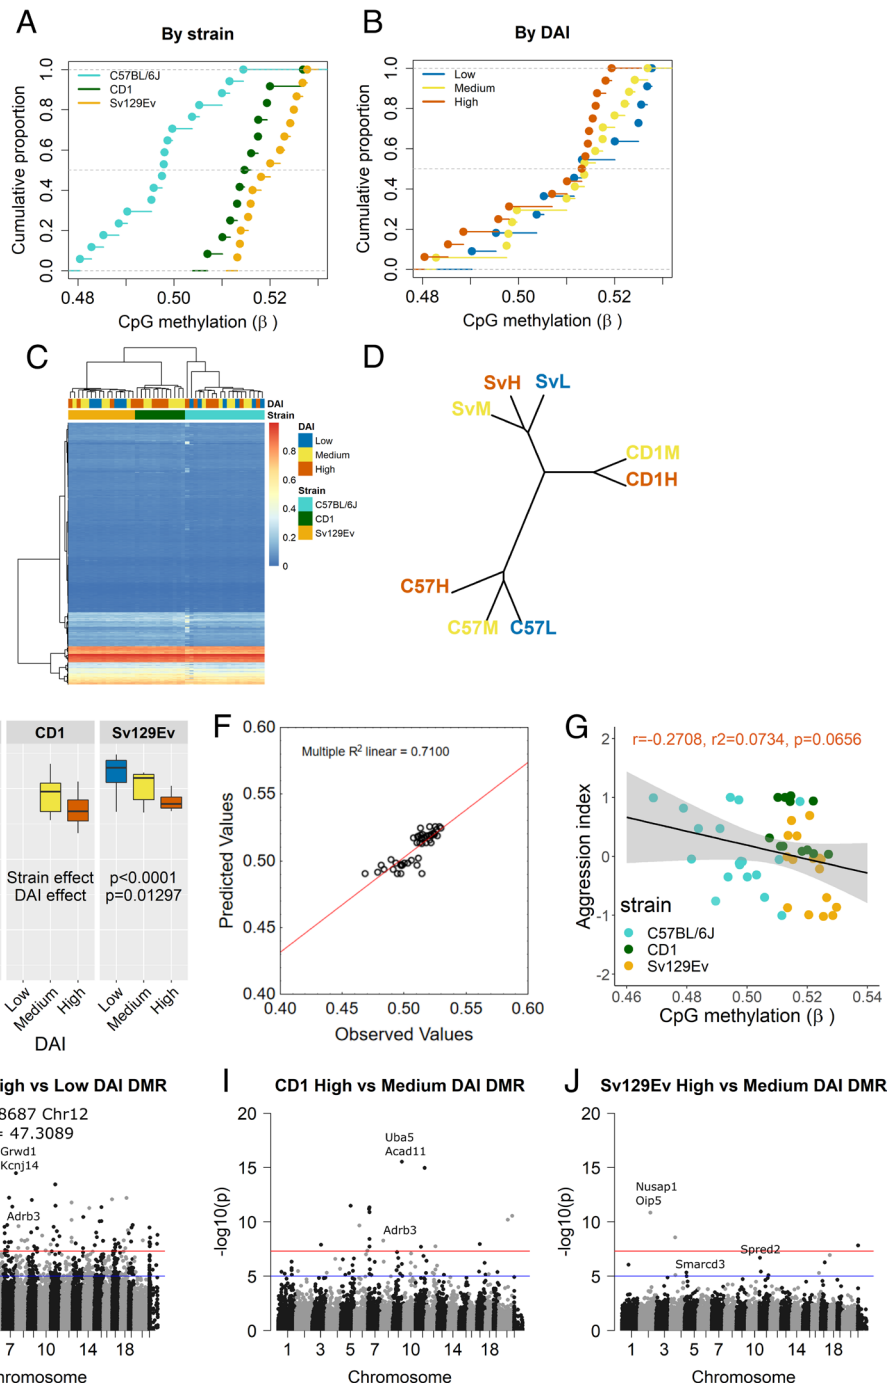 A
By strain
Cumulative proportion
1.0
0.8
0.6
0.4
0.2
0.0
C57BL/6J
CD1
Sv129Ev
0.48
0.50
0.52
CpG methylation (β )
B
By DAI
Cumulative proportion
1.0
0.8
0.6
0.4
0.2
0.0
Low
Medium
High
0.48
0.50
0.52
CpG methylation (β )
C
DAI
Strain
0.8
0.6
0.4
0.2
0
DAI
Low
Medium
High
Strain
C57BL/6J
CD1
Sv129Ev
D
SvH
SvL
SvM
CD1M
CD1H
C57H
C57M
C57L
CD1
Sv129Ev
Strain effect p<0.0001
DAI effect p=0.01297
Low
Medium
High
Low
Medium
High
DAI
F
Predicted Values
0.60
0.55
0.50
0.45
0.40
Multiple R² linear = 0.7100
0.40
0.45
0.50
0.55
0.60
Observed Values
G
Aggression index
2
1
0
-1
-2
r=-0.2708, r2=0.0734, p=0.0656
strain
C57BL/6J
CD1
Sv129Ev
0.46
0.48
0.50
0.52
0.54
CpG methylation (β )
igh vs Low DAI DMR
8687 Chr12
= 47.3089
Grwd1
Kcnj14
Adrb3
7
10
14
18
romosome
I
CD1 High vs Medium DAI DMR
-log10(p)
20
15
10
5
0
Uba5
Acad11
Adrb3
1
3
5
7
10
14
18
Chromosome
J
Sv129Ev High vs Medium DAI DMR
-log10(p)
20
15
10
5
0
Nusap1
Oip5
Spred2
Smarcd3
1
3
5
7
10
14
18
Chromosome